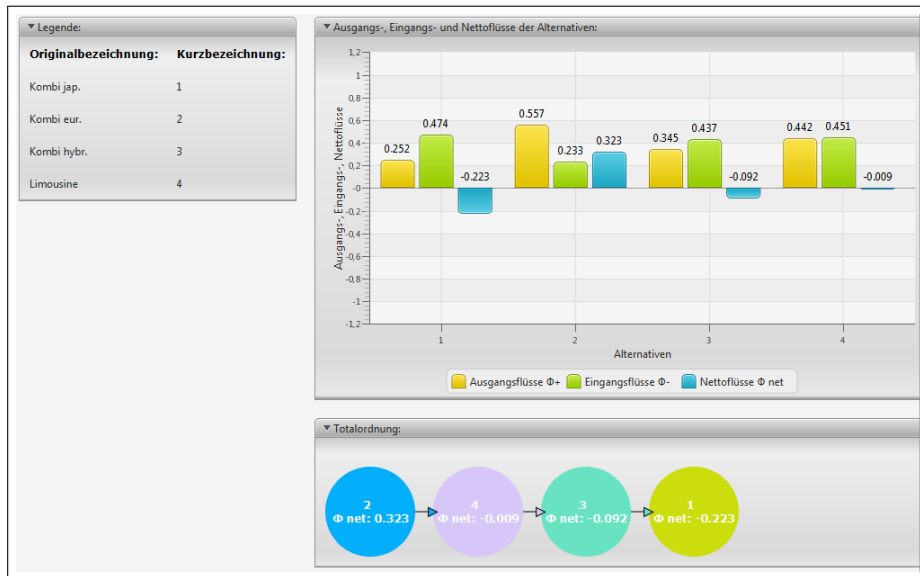 Legende:
Originalbezeichnung: Kurzbezeichnung:
Kombi jap. 1
Kombi eur. 2
Kombi hybr. 3
Limousine 4
Ausgangs-, Eingangs- und Nettoflüsse der Alternativen:
Ausgangs-, Eingangs-, Nettoflüsse
1,2
1
0,8
0,6
0,4
0,2
-0
-0,2
-0,4
-0,6
-0,8
-1
-1,2
0.252 0.474 -0.223 0.557 0.233 0.323 0.345 0.437 -0.092 0.442 0.451 -0.009
1 2 3 4
Alternativen
Ausgangsflüsse Φ+ Eingangsflüsse Φ- Nettoflüsse Φ net
Totalordnung:
2 4 3 1
Φ net: 0.323 Φ net: -0.009 Φ net: -0.092 Φ net: -0.223